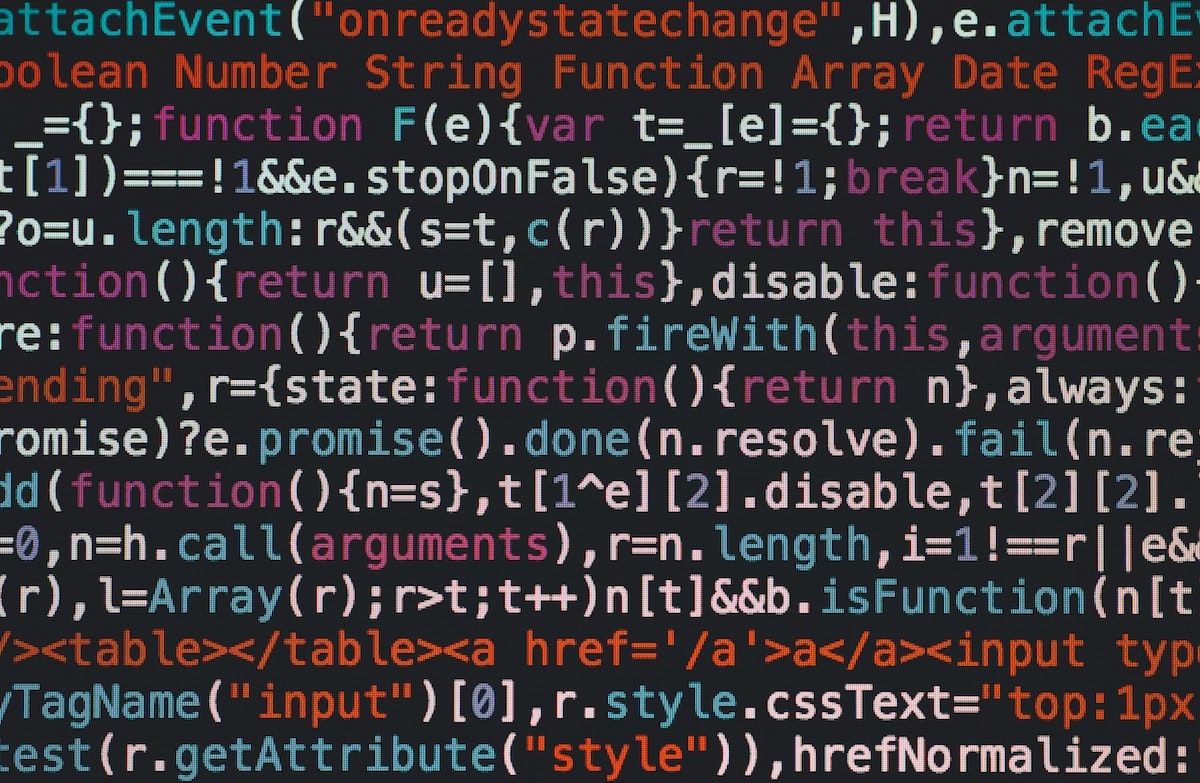 attachEvent("onreadystatechange",H),e.attachEv
oolean Number String Function Array Date RegEx
_={};function F(e){var t=_[e]={};return b.ea
t[1])===!1&&e.stopOnFalse){r=!1;break}n=!1,u&&
?o=u.length:r&&(s=t,c(r))}return this},remove
nction(){return u=[],this},disable:function(){
re:function(){return p.fireWith(this,arguments
ending",r={state:function(){return n},always:
romise)?e.promise().done(n.resolve).fail(n.re
dd(function(){n=s},t[1^e][2].disable,t[2][2].
=0,n=h.call(arguments),r=n.length,i=1!==r||e&&
(r),l=Array(r);r>t;t++)n[t]&&b.isFunction(n[t
/><table></table><a href='/a'>a</a><input type
yTagName("input")[0],r.style.cssText="top:1px
test(r.getAttribute("style")),hrefNormalized: